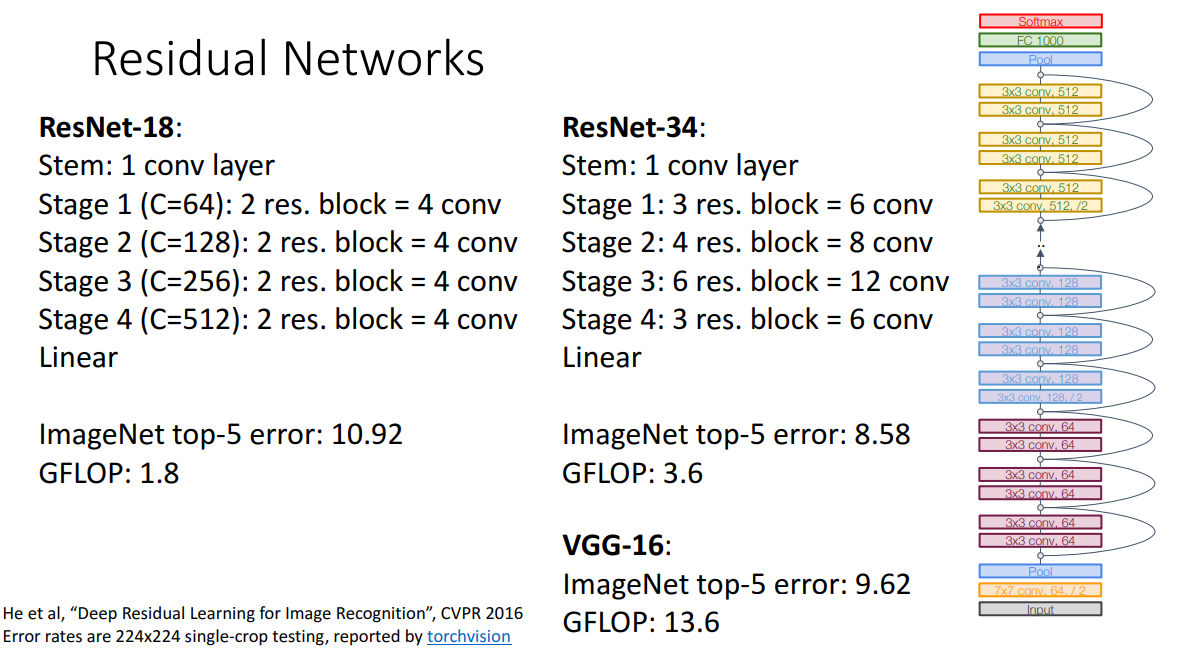 Residual Networks
ResNet-18:
Stem: 1 conv layer
Stage 1 (C=64): 2 res. block = 4 conv
Stage 2 (C=128): 2 res. block = 4 conv
Stage 3 (C=256): 2 res. block = 4 conv
Stage 4 (C=512): 2 res. block = 4 conv
Linear
ImageNet top-5 error: 10.92
GFLOP: 1.8
ResNet-34:
Stem: 1 conv layer
Stage 1: 3 res. block = 6 conv
Stage 2: 4 res. block = 8 conv
Stage 3: 6 res. block = 12 conv
Stage 4: 3 res. block = 6 conv
Linear
ImageNet top-5 error: 8.58
GFLOP: 3.6
VGG-16:
ImageNet top-5 error: 9.62
GFLOP: 13.6
He et al, “Deep Residual Learning for Image Recognition”, CVPR 2016
Error rates are 224x224 single-crop testing, reported by torchvision
Softmax
FC 1000
Pool
3x3 conv, 512
3x3 conv, 512
3x3 conv, 512
3x3 conv, 512
3x3 conv, 512
3x3 conv, 512, /2
..
3x3 conv, 128
3x3 conv, 128
3x3 conv, 128
3x3 conv, 128
3x3 conv, 128
3x3 conv, 128, / 2
3x3 conv, 64
3x3 conv, 64
3x3 conv, 64
3x3 conv, 64
3x3 conv, 64
3x3 conv, 64
Pool
7x7 conv, 64, / 2
Input